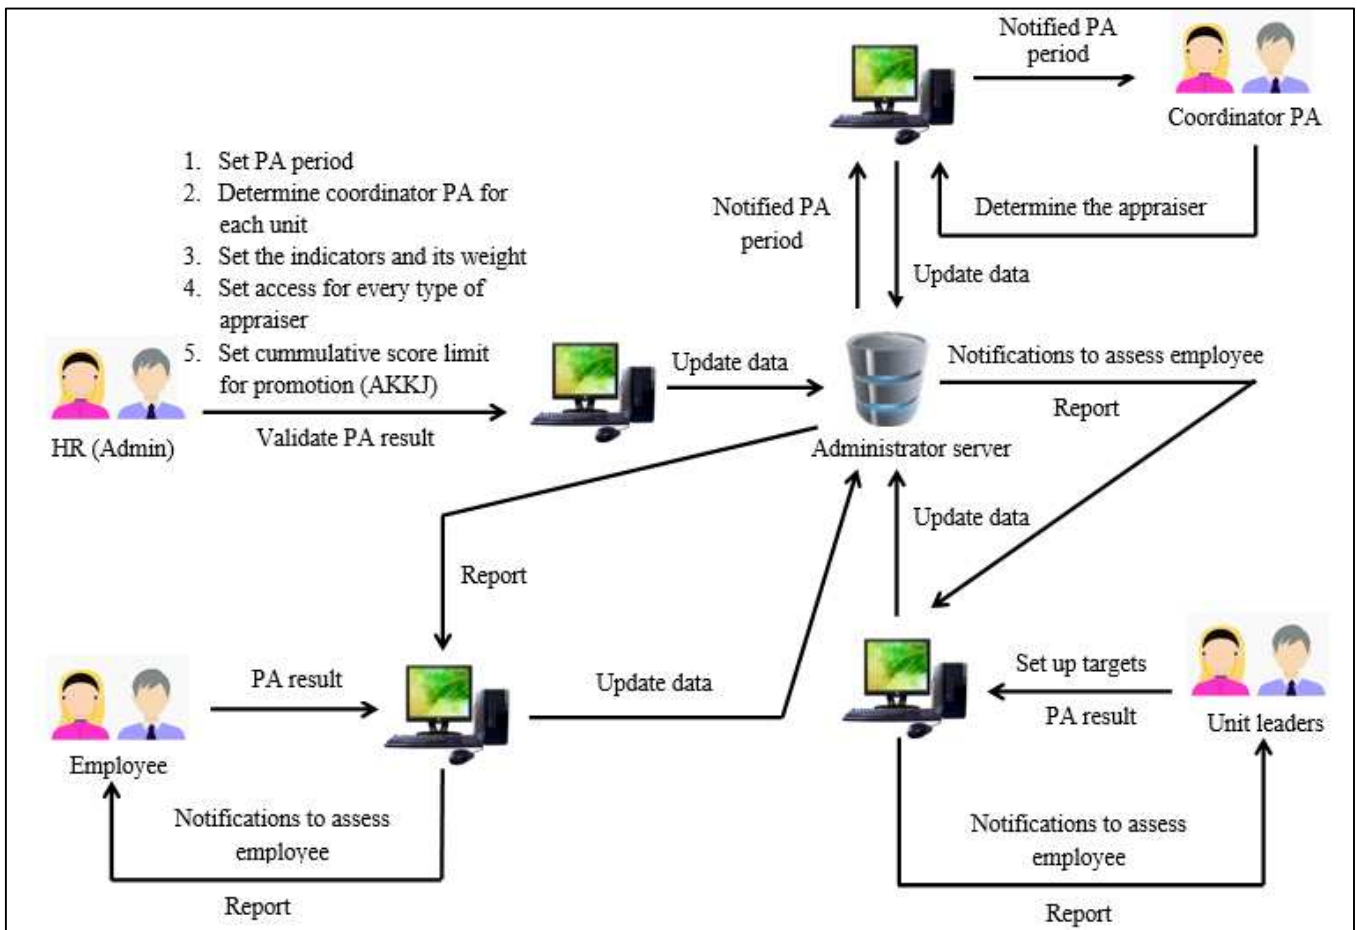 Notified PA
period
Coordinator PA
1. Set PA period
2. Determine coordinator PA for
each unit
3. Set the indicators and its weight
4. Set access for every type of
appraiser
5. Set cummulative score limit
for promotion (AKKJ)
Notified PA
period
Determine the appraiser
Update data
HR (Admin)
Validate PA result
Update data
Notifications to assess employee
Report
Administrator server
Update data
Report
PA result
Update data
Set up targets
PA result
Employee
Unit leaders
Notifications to assess
employee
Report
Notifications to assess
employee
Report